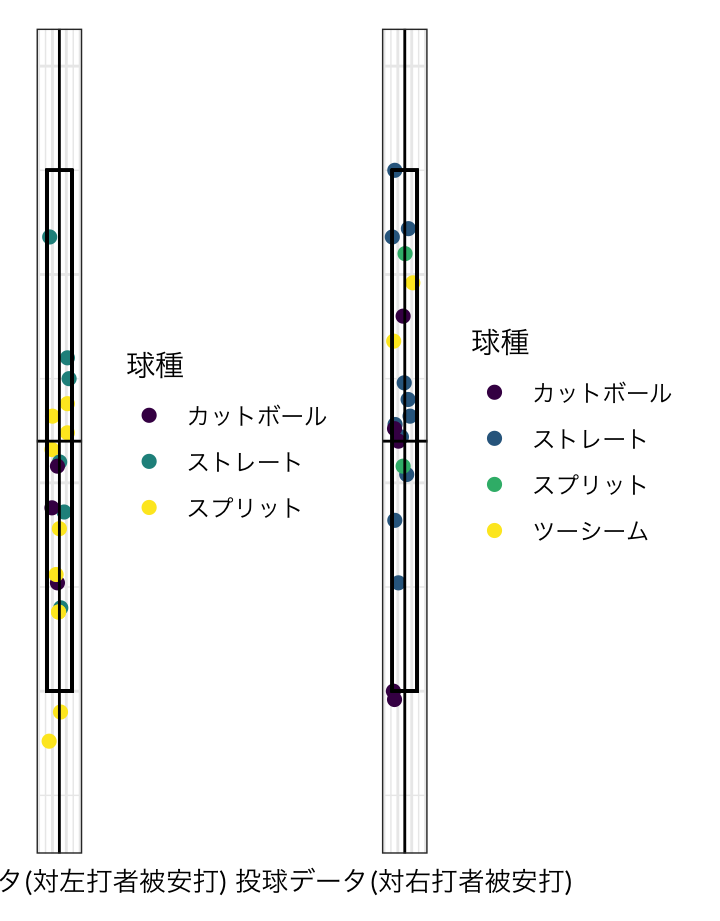 球種
カットボール
ストレート
スプリット
球種
カットボール
ストレート
スプリット
ツーシーム
タ(対左打者被安打) 投球データ(対右打者被安打)